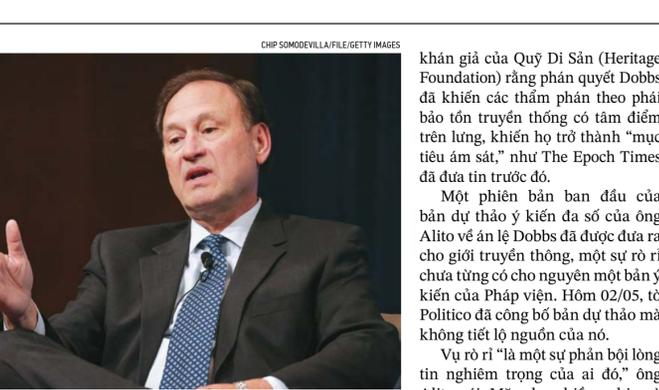 CHIP SOMODEVILLA/FILE/GETTY IMAGES
khán giả của Quỹ Di Sản (Heritage
Foundation) rằng phán quyết Dobbs
đã khiến các thẩm phán theo phái
bảo tồn truyền thống có tâm điểm
trên lưng, khiến họ trở thành “mục
tiêu ám sát,” như The Epoch Times
đã đưa tin trước đó.
Một phiên bản ban đầu của
bản dự thảo ý kiến đa số của ông
Alito về án lệ Dobbs đã được đưa ra
cho giới truyền thông, một sự rò rỉ
chưa từng có cho nguyên một bản ý
kiến của Pháp viện. Hôm 02/05, tờ
Politico đã công bố bản dự thảo mà
không tiết lộ nguồn của nó.
Vụ rò rỉ “là một sự phản bội lòng
tin nghiêm trọng của ai đó,” ông